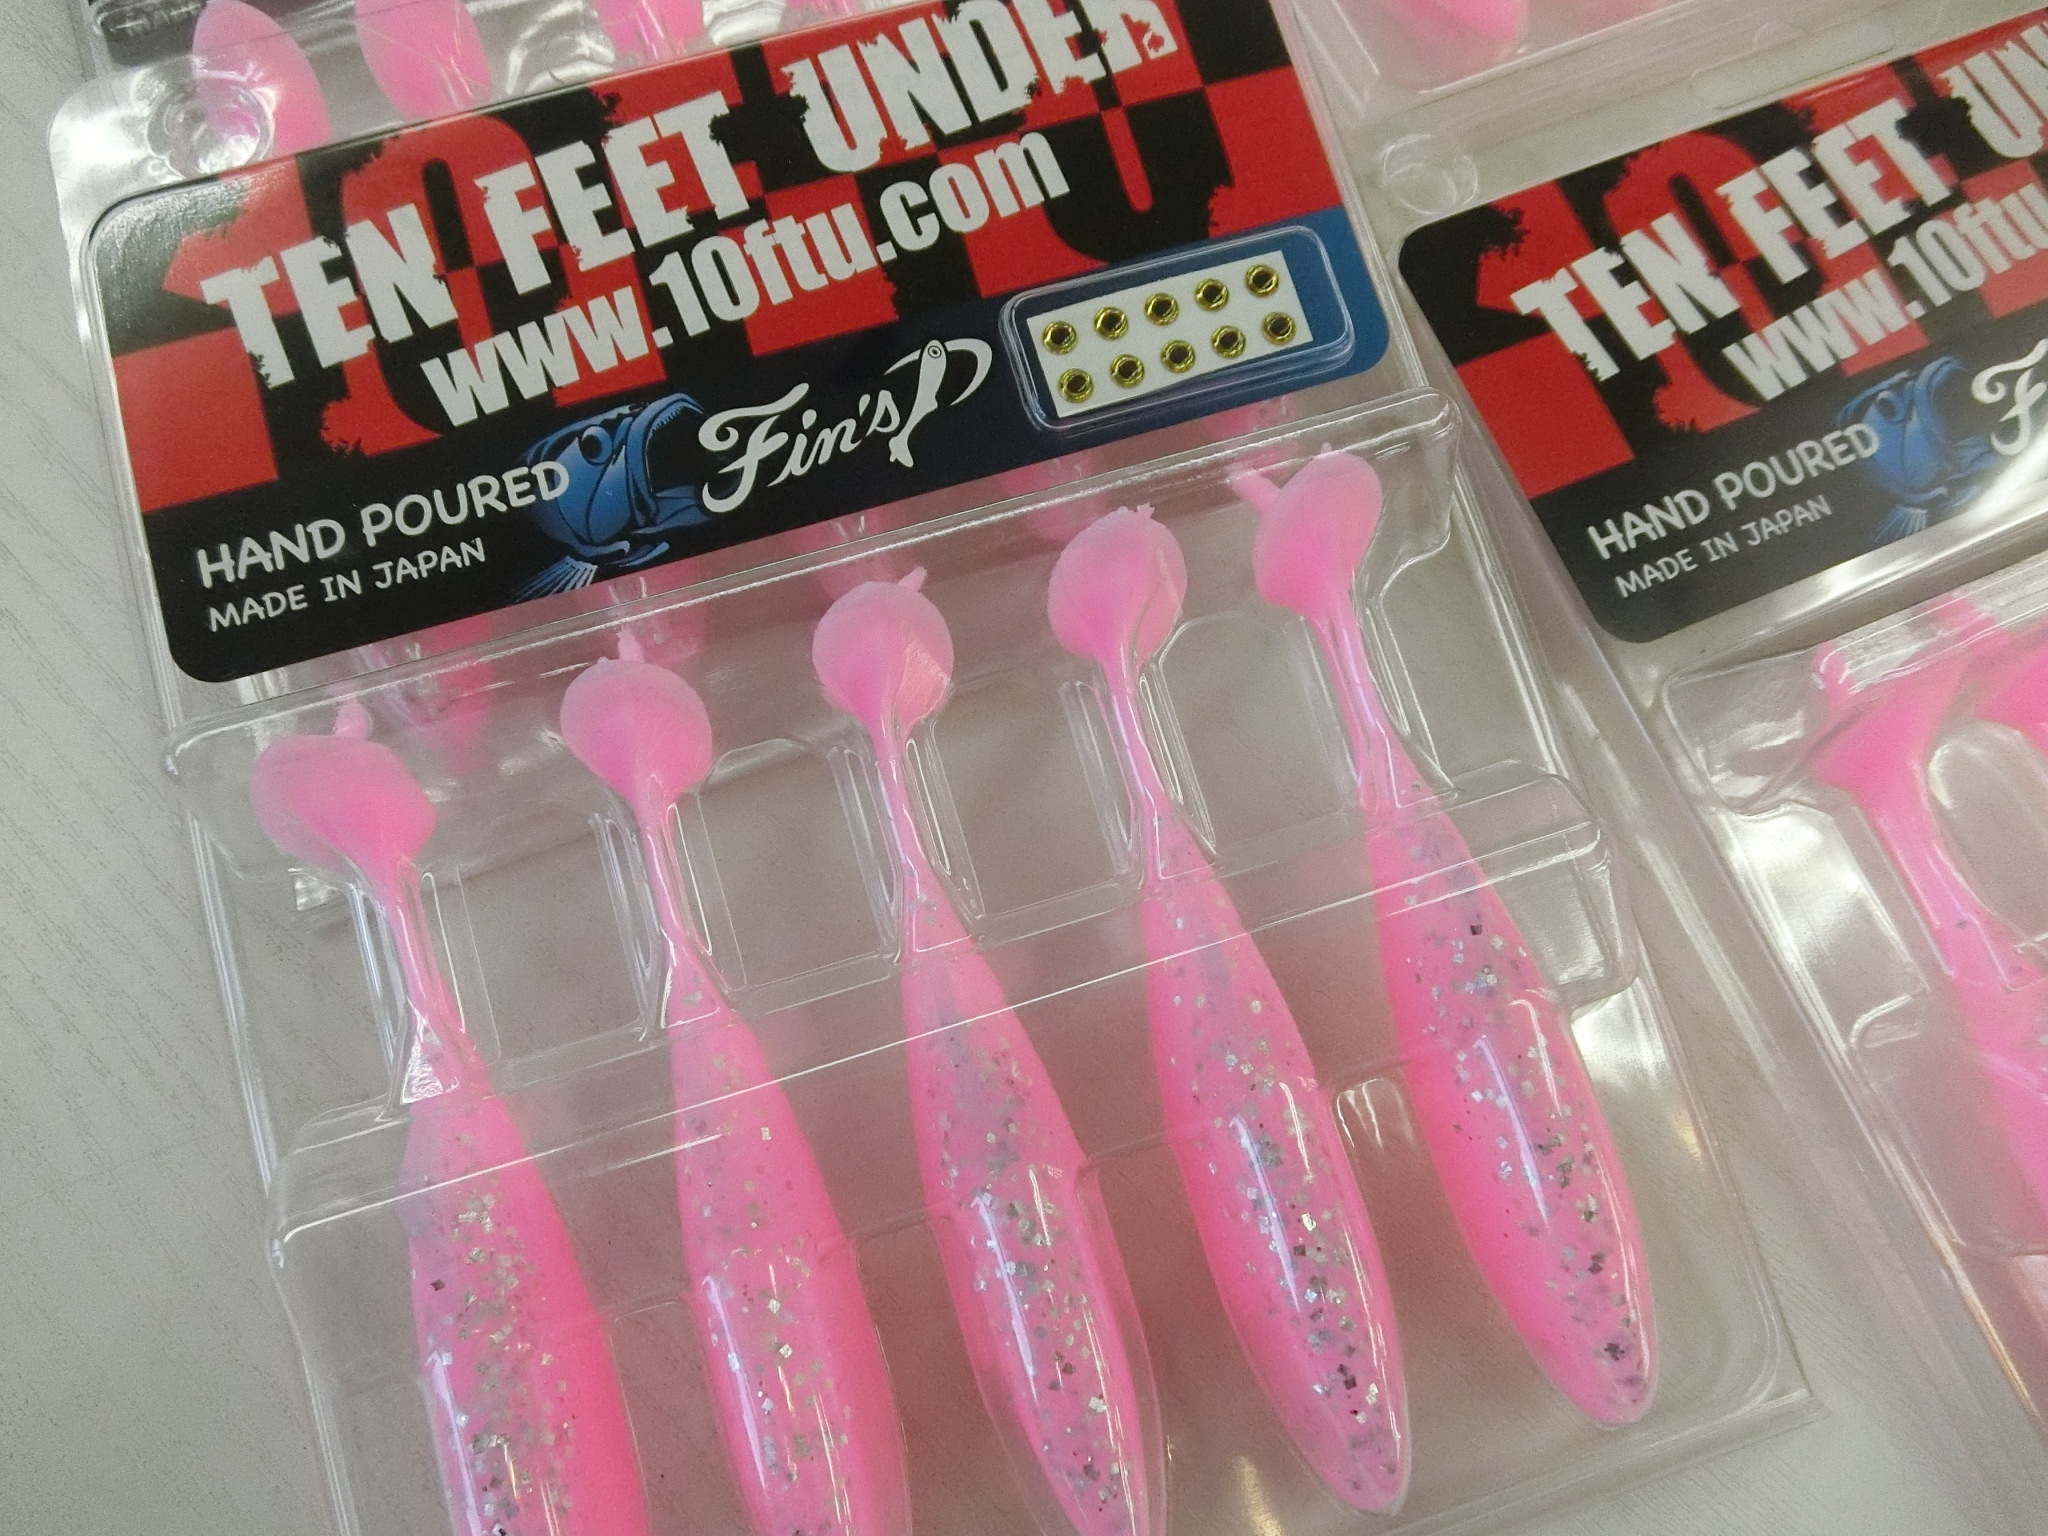 TEN FEET UNDER
www.10ftu.com
Fin's
HAND POURED
MADE IN JAPAN
TEN FEET UN
www.10ftu
F
HAND POURED
MADE IN JAPAN